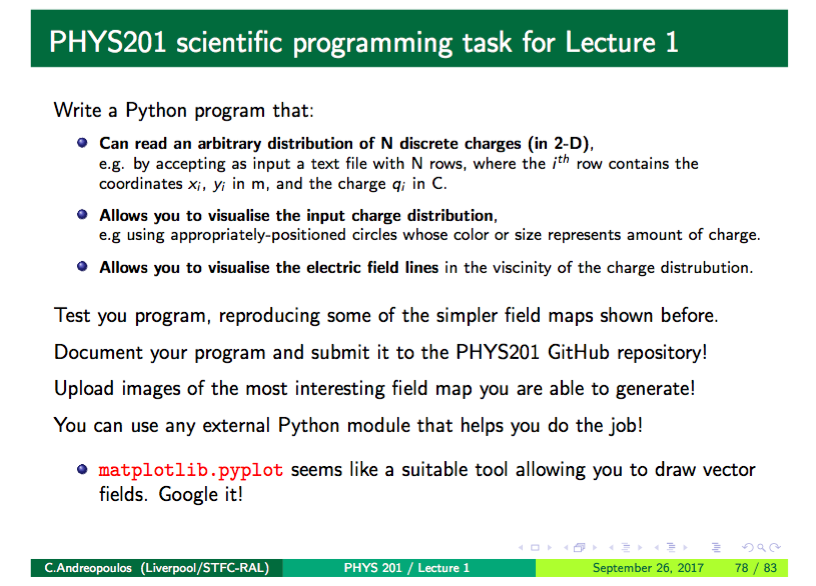 PHYS201 scientific programming task for Lecture 1
Write a Python program that:
Can read an arbitrary distribution of N discrete charges (in 2-D),
e.g. by accepting as input a text file with N rows, where the iᵗʰ row contains the
coordinates xᵢ, yᵢ in m, and the charge qᵢ in C.
Allows you to visualise the input charge distribution,
e.g using appropriately-positioned circles whose color or size represents amount of charge.
Allows you to visualise the electric field lines in the viscinity of the charge distrubution.
Test you program, reproducing some of the simpler field maps shown before.
Document your program and submit it to the PHYS201 GitHub repository!
Upload images of the most interesting field map you are able to generate!
You can use any external Python module that helps you do the job!
matplotlib.pyplot seems like a suitable tool allowing you to draw vector
fields. Google it!
C.Andreopoulos (Liverpool/STFC-RAL) PHYS 201 / Lecture 1 September 26, 2017 78 / 83